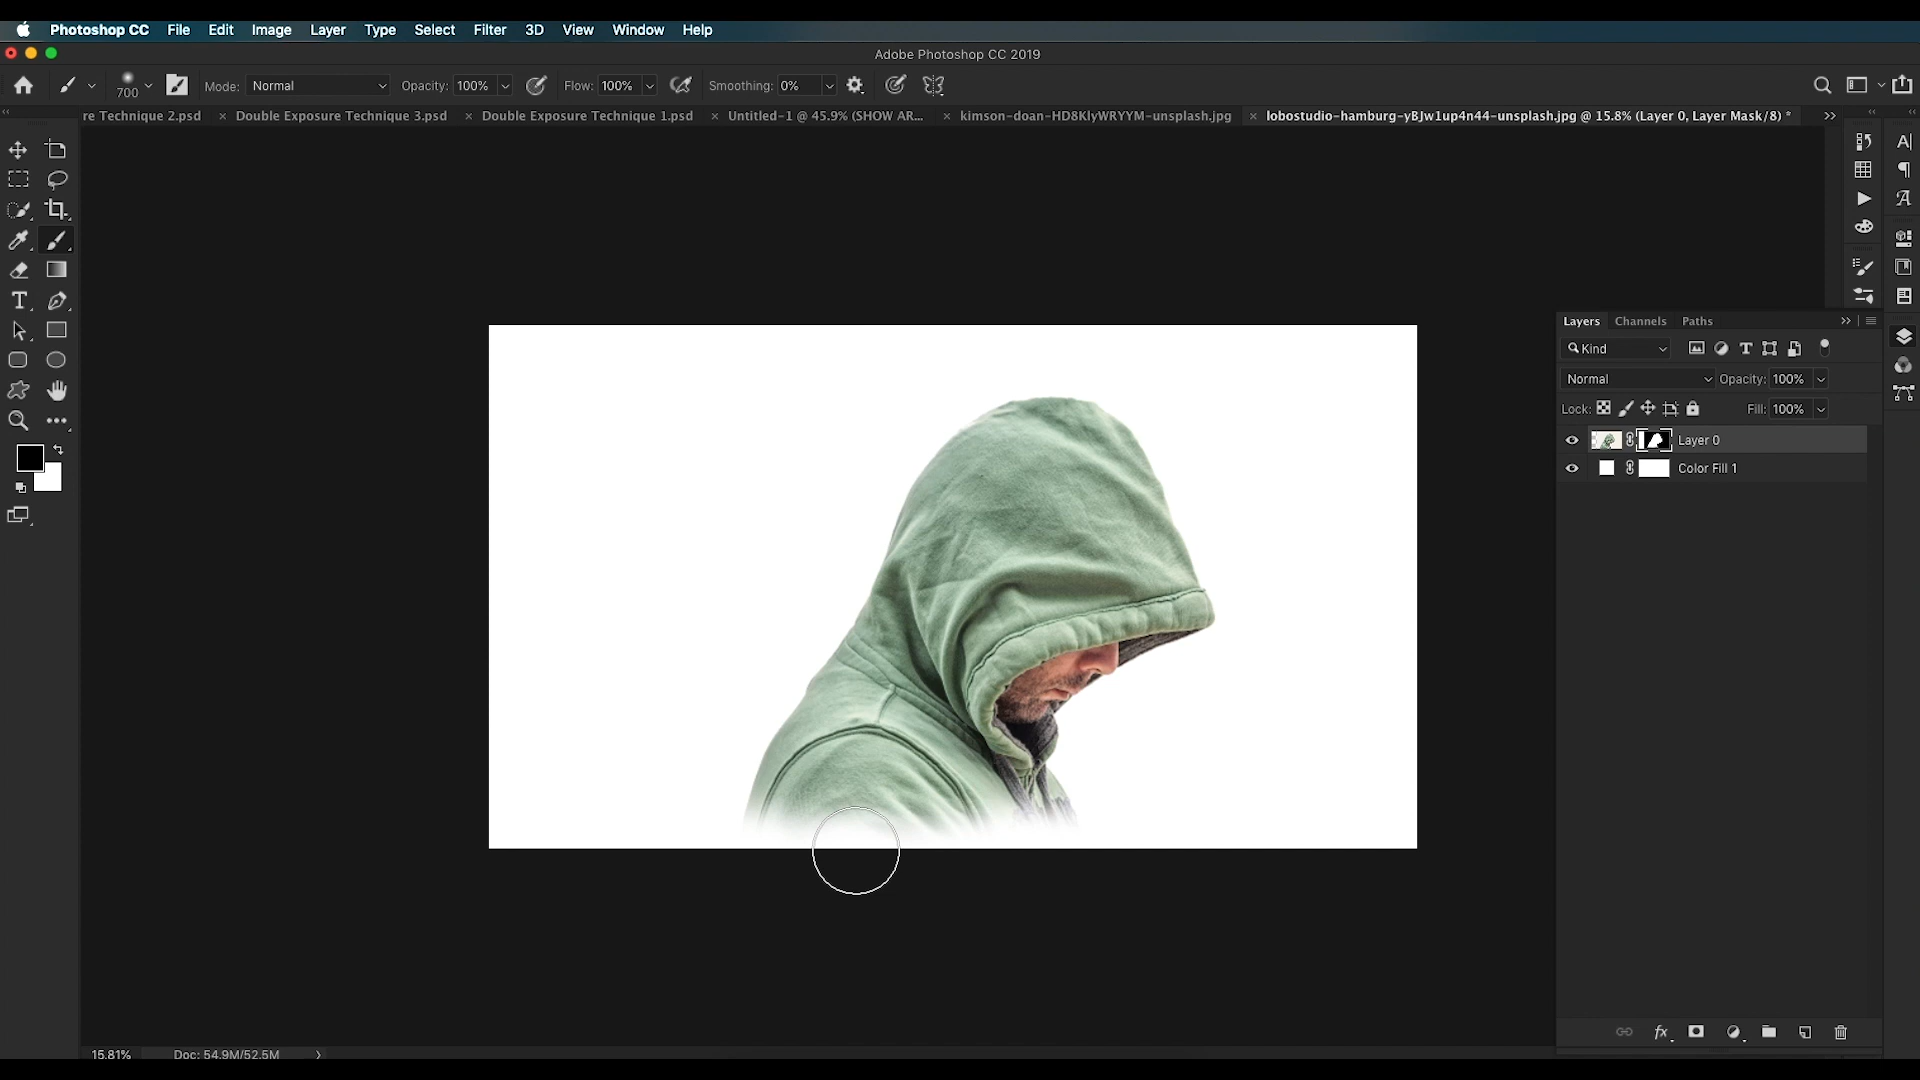 Photoshop CC File Edit Image Layer Type Select Filter 3D View Window Help
Adobe Photoshop CC 2019
700 Mode: Normal Opacity: 100% Flow: 100% Smoothing: 0%
re Technique 2.psd × Double Exposure Technique 3.psd × Double Exposure Technique 1.psd × Untitled-1 @ 45.9% (SHOW AR... × kimson-doan-HD8KlyWRYYM-unsplash.jpg × lobostudio-hamburg-yBJw1up4n44-unsplash.jpg @ 15.8% (Layer 0, Layer Mask/8) *
Layers Channels Paths
Kind
Normal Opacity: 100%
Lock: Fill: 100%
Layer 0
Color Fill 1
fx
15.81% Doc: 54.9M/52.5M